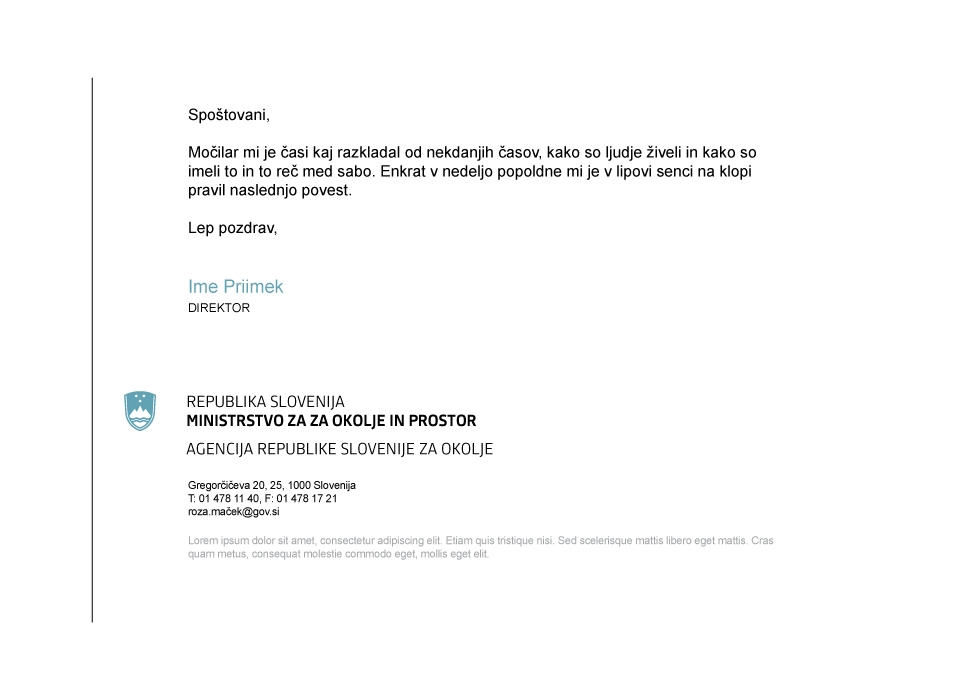 Spoštovani,
Močilar mi je časi kaj razkladal od nekdanjih časov, kako so ljudje živeli in kako so
imeli to in to reč med sabo. Enkrat v nedeljo popoldne mi je v lipovi senci na klopi
pravil naslednjo povest.
Lep pozdrav,
Ime Priimek
DIREKTOR
REPUBLIKA SLOVENIJA
MINISTRSTVO ZA ZA OKOLJE IN PROSTOR
AGENCIJA REPUBLIKE SLOVENIJE ZA OKOLJE
Gregorčičeva 20, 25, 1000 Slovenija
T: 01 478 11 40, F: 01 478 17 21
roza.maček@gov.si
Lorem ipsum dolor sit amet, consectetur adipiscing elit. Etiam quis tristique nisi. Sed scelerisque mattis libero eget mattis. Cras
quam metus, consequat molestie commodo eget, mollis eget elit.